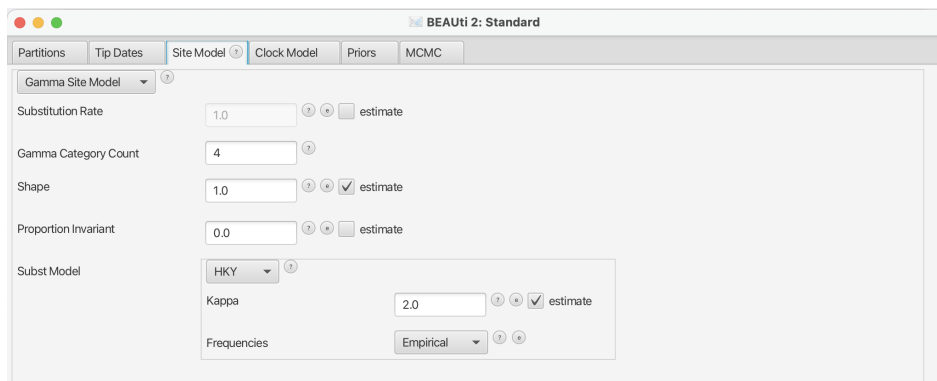 BEAUti 2: Standard
Partitions Tip Dates Site Model ? Clock Model Priors MCMC
Gamma Site Model ?
Substitution Rate 1.0 ? e estimate
Gamma Category Count 4 ?
Shape 1.0 ? e estimate
Proportion Invariant 0.0 ? e estimate
Subst Model HKY ?
Kappa 2.0 ? e estimate
Frequencies Empirical ? e